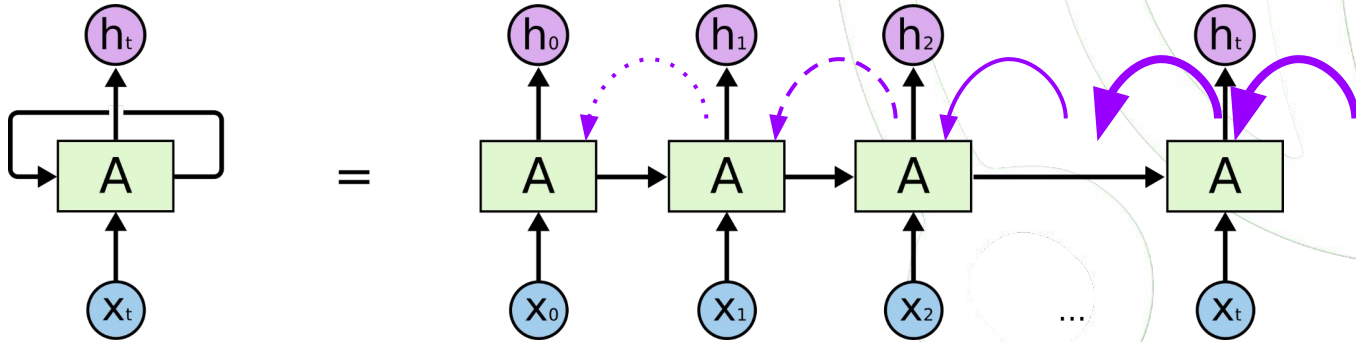 hₜ h₀ h₁ h₂ hₜ
A = A A A A
xₜ x₀ x₁ x₂ ... xₜ